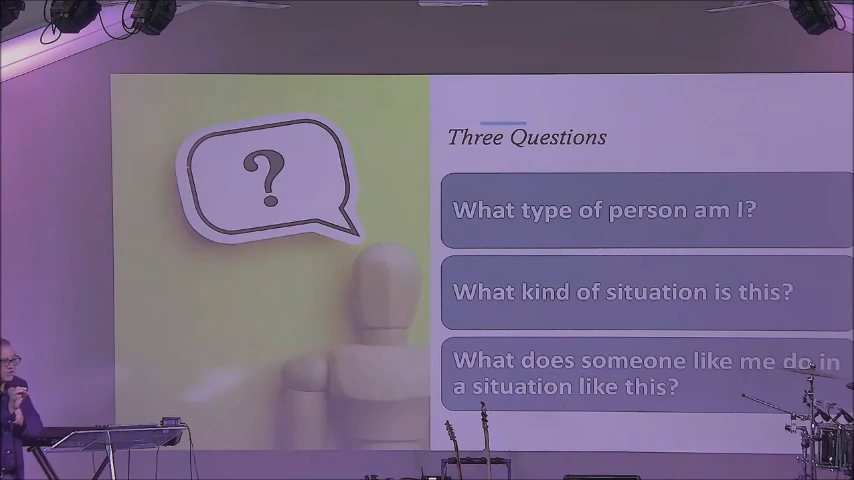 ?
Three Questions
What type of person am I?
What kind of situation is this?
What does someone like me do in
a situation like this?